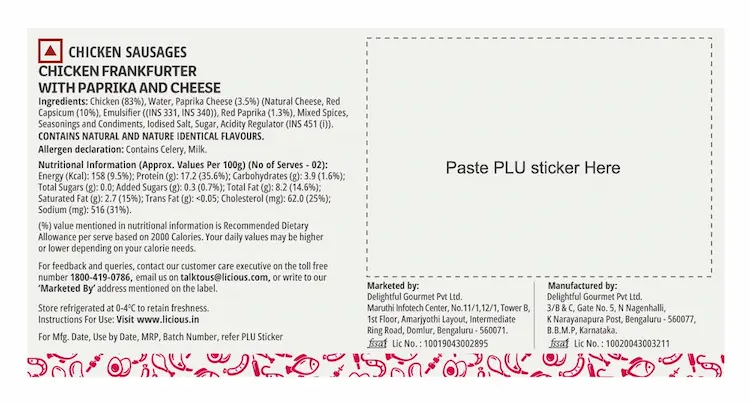 CHICKEN SAUSAGES
CHICKEN FRANKFURTER
WITH PAPRIKA AND CHEESE
Ingredients: Chicken (83%), Water, Paprika Cheese (3.5%) (Natural Cheese, Red
Capsicum (10%), Emulsifier ((INS 331, INS 340)), Red Paprika (1.3%), Mixed Spices,
Seasonings and Condiments, Iodised Salt, Sugar, Acidity Regulator (INS 451 (i)).
CONTAINS NATURAL AND NATURE IDENTICAL FLAVOURS.
Allergen declaration: Contains Celery, Milk.
Nutritional Information (Approx. Values Per 100g) (No of Serves - 02):
Energy (Kcal): 158 (9.5%); Protein (g): 17.2 (35.6%); Carbohydrates (g): 3.9 (1.6%);
Total Sugars (g): 0.0; Added Sugars (g): 0.3 (0.7%); Total Fat (g): 8.2 (14.6%);
Saturated Fat (g): 2.7 (15%); Trans Fat (g): <0.05; Cholesterol (mg): 62.0 (25%);
Sodium (mg): 516 (31%).
(%) value mentioned in nutritional information is Recommended Dietary
Allowance per serve based on 2000 Calories. Your daily values may be higher
or lower depending on your calorie needs.
For feedback and queries, contact our customer care executive on the toll free
number 1800-419-0786, email us on talktous@licious.com, or write to our
‘Marketed By’ address mentioned on the label.
Store refrigerated at 0-4ºC to retain freshness.
Instructions For Use: Visit www.licious.in
For Mfg. Date, Use by Date, MRP, Batch Number, refer PLU Sticker
Paste PLU sticker Here
Marketed by:
Delightful Gourmet Pvt Ltd.
Maruthi Infotech Center, No.11/1,12/1, Tower B,
1st Floor, Amarjyothi Layout, Intermediate
Ring Road, Domlur, Bengaluru - 560071.
fssai Lic No. : 10019043002895
Manufactured by:
Delightful Gourmet Pvt Ltd.
3/B & C, Gate No. 5, N Nagenhalli,
K Narayanapura Post, Bengaluru - 560077,
B.B.M.P, Karnataka.
fssai Lic No. : 10020043003211